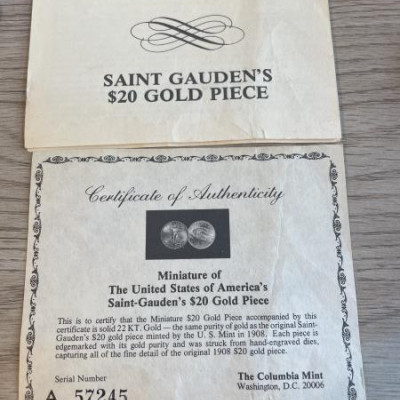 SAINT GAUDEN'S
$20 GOLD PIECE
Certificate of Authenticity
Miniature of
The United States of America's
Saint-Gauden's $20 Gold Piece
This is to certify that the Miniature $20 Gold Piece accompanied by this
certificate is solid 22 KT. Gold — the same purity of gold as the original Saint-
Gauden's $20 gold piece minted by the U. S. Mint in 1908. Each piece is
edgemarked with its gold purity and was struck from hand-engraved dies,
capturing all of the fine detail of the original 1908 $20 gold piece.
Serial Number
The Columbia Mint
Washington, D.C. 20006
A 57245